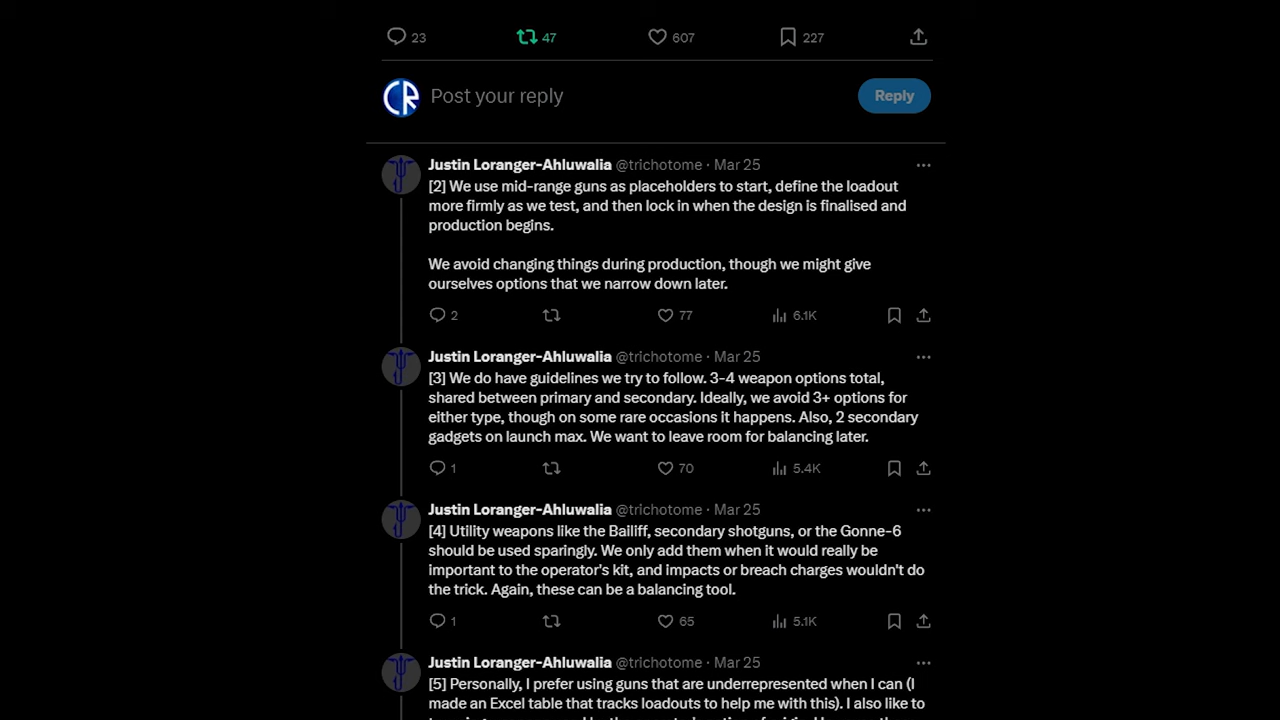 23 47 607 227
CR Post your reply Reply
Justin Loranger-Ahluwalia @trichotome · Mar 25 ···
[2] We use mid-range guns as placeholders to start, define the loadout
more firmly as we test, and then lock in when the design is finalised and
production begins.
We avoid changing things during production, though we might give
ourselves options that we narrow down later.
2 77 6.1K
Justin Loranger-Ahluwalia @trichotome · Mar 25 ···
[3] We do have guidelines we try to follow. 3-4 weapon options total,
shared between primary and secondary. Ideally, we avoid 3+ options for
either type, though on some rare occasions it happens. Also, 2 secondary
gadgets on launch max. We want to leave room for balancing later.
1 70 5.4K
Justin Loranger-Ahluwalia @trichotome · Mar 25 ···
[4] Utility weapons like the Bailiff, secondary shotguns, or the Gonne-6
should be used sparingly. We only add them when it would really be
important to the operator's kit, and impacts or breach charges wouldn't do
the trick. Again, these can be a balancing tool.
1 65 5.1K
Justin Loranger-Ahluwalia @trichotome · Mar 25 ···
[5] Personally, I prefer using guns that are underrepresented when I can (I
made an Excel table that tracks loadouts to help me with this). I also like to